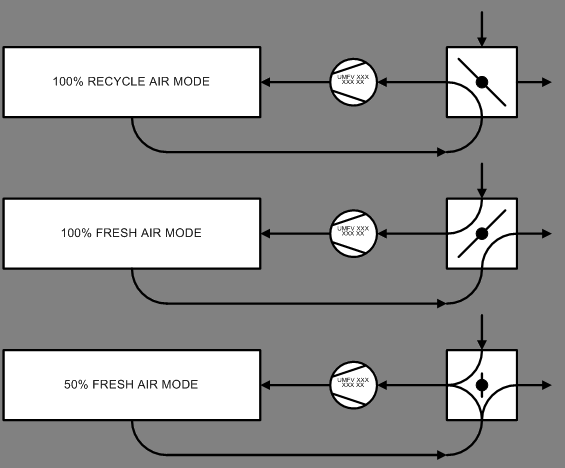 100% RECYCLE AIR MODE
UMFV XXX
XXX XX
100% FRESH AIR MODE
UMFV XXX
XXX XX
50% FRESH AIR MODE
UMFV XXX
XXX XX